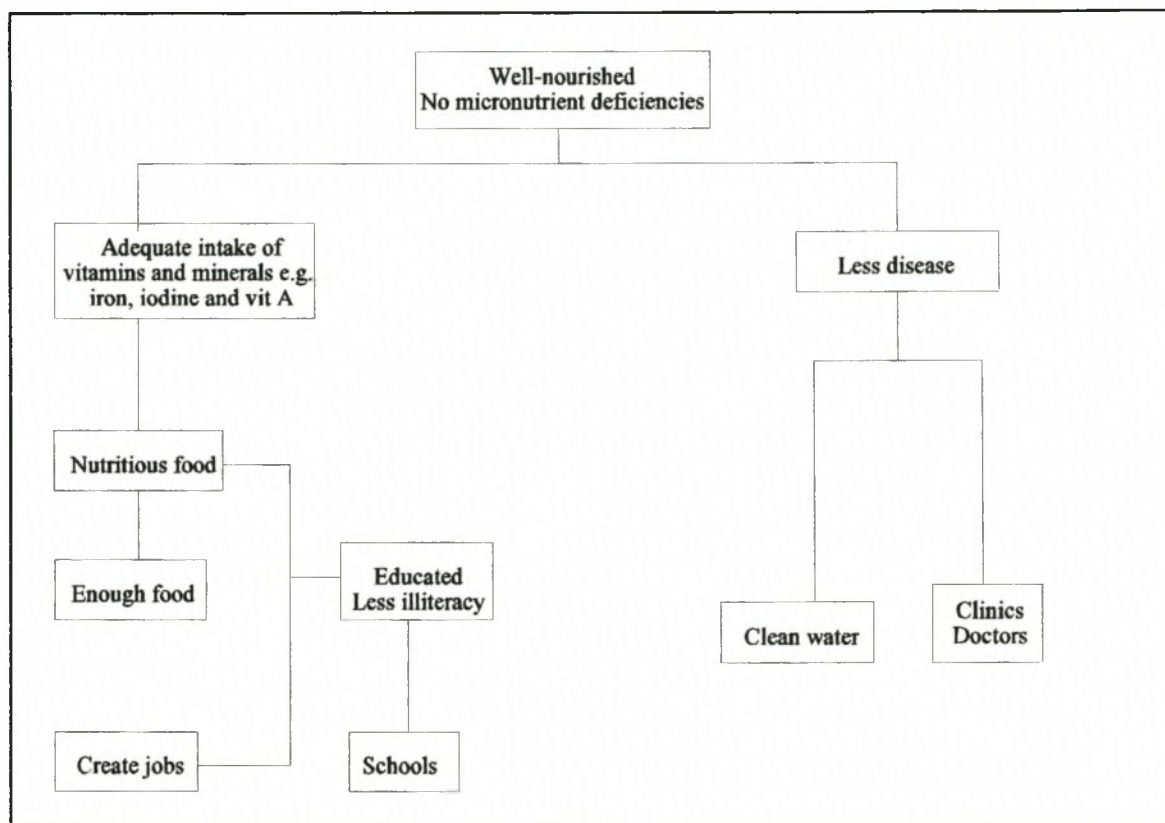 Well-nourished
No micronutrient deficiencies
Adequate intake of
vitamins and minerals e.g.
iron, iodine and vit A
Less disease
Nutritious food
Enough food
Educated
Less illiteracy
Clean water
Clinics
Doctors
Create jobs
Schools